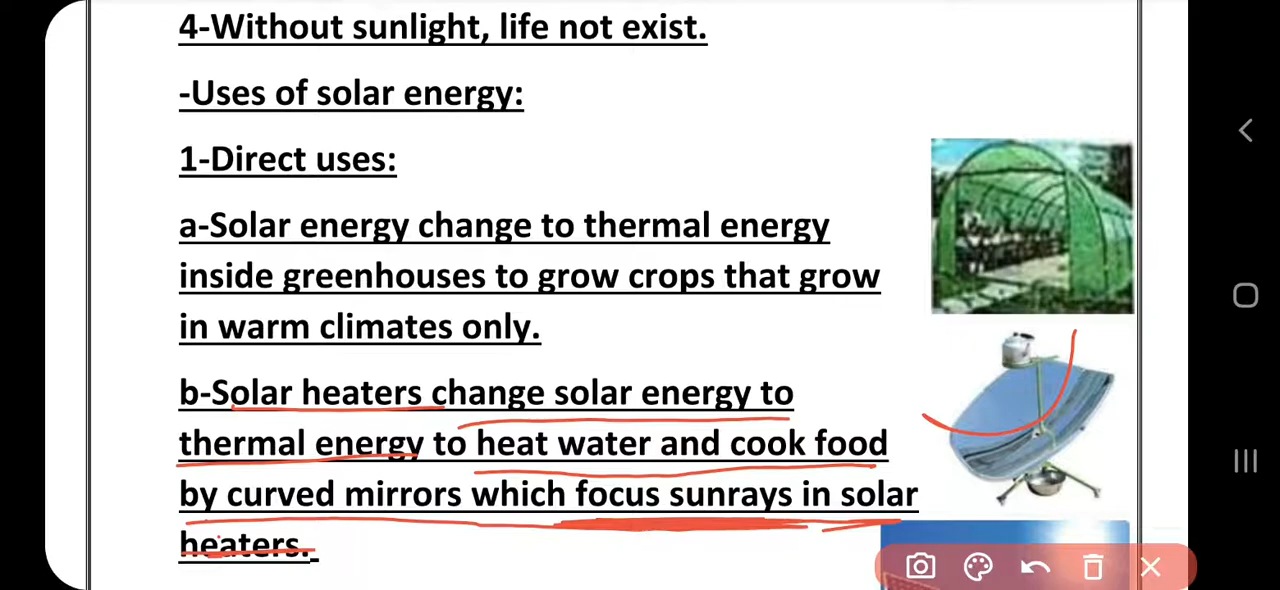 4-Without sunlight, life not exist.
-Uses of solar energy:
1-Direct uses:
a-Solar energy change to thermal energy
inside greenhouses to grow crops that grow
in warm climates only.
b-Solar heaters change solar energy to
thermal energy to heat water and cook food
by curved mirrors which focus sunrays in solar
heaters.